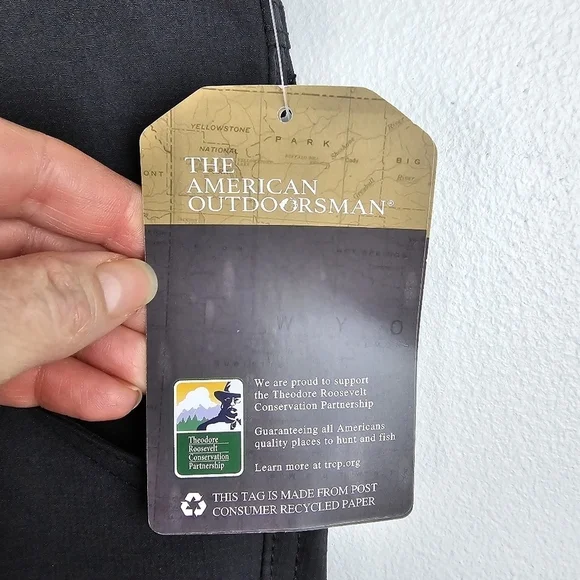 YELLOWSTONE
PARK
NATIONAL
BIG
THE
AMERICAN
OUTDOORSMAN®
W Y O
We are proud to support
the Theodore Roosevelt
Conservation Partnership
Guaranteeing all Americans
quality places to hunt and fish
Learn more at trcp.org
Theodore
Roosevelt
Conservation
Partnership
THIS TAG IS MADE FROM POST
CONSUMER RECYCLED PAPER